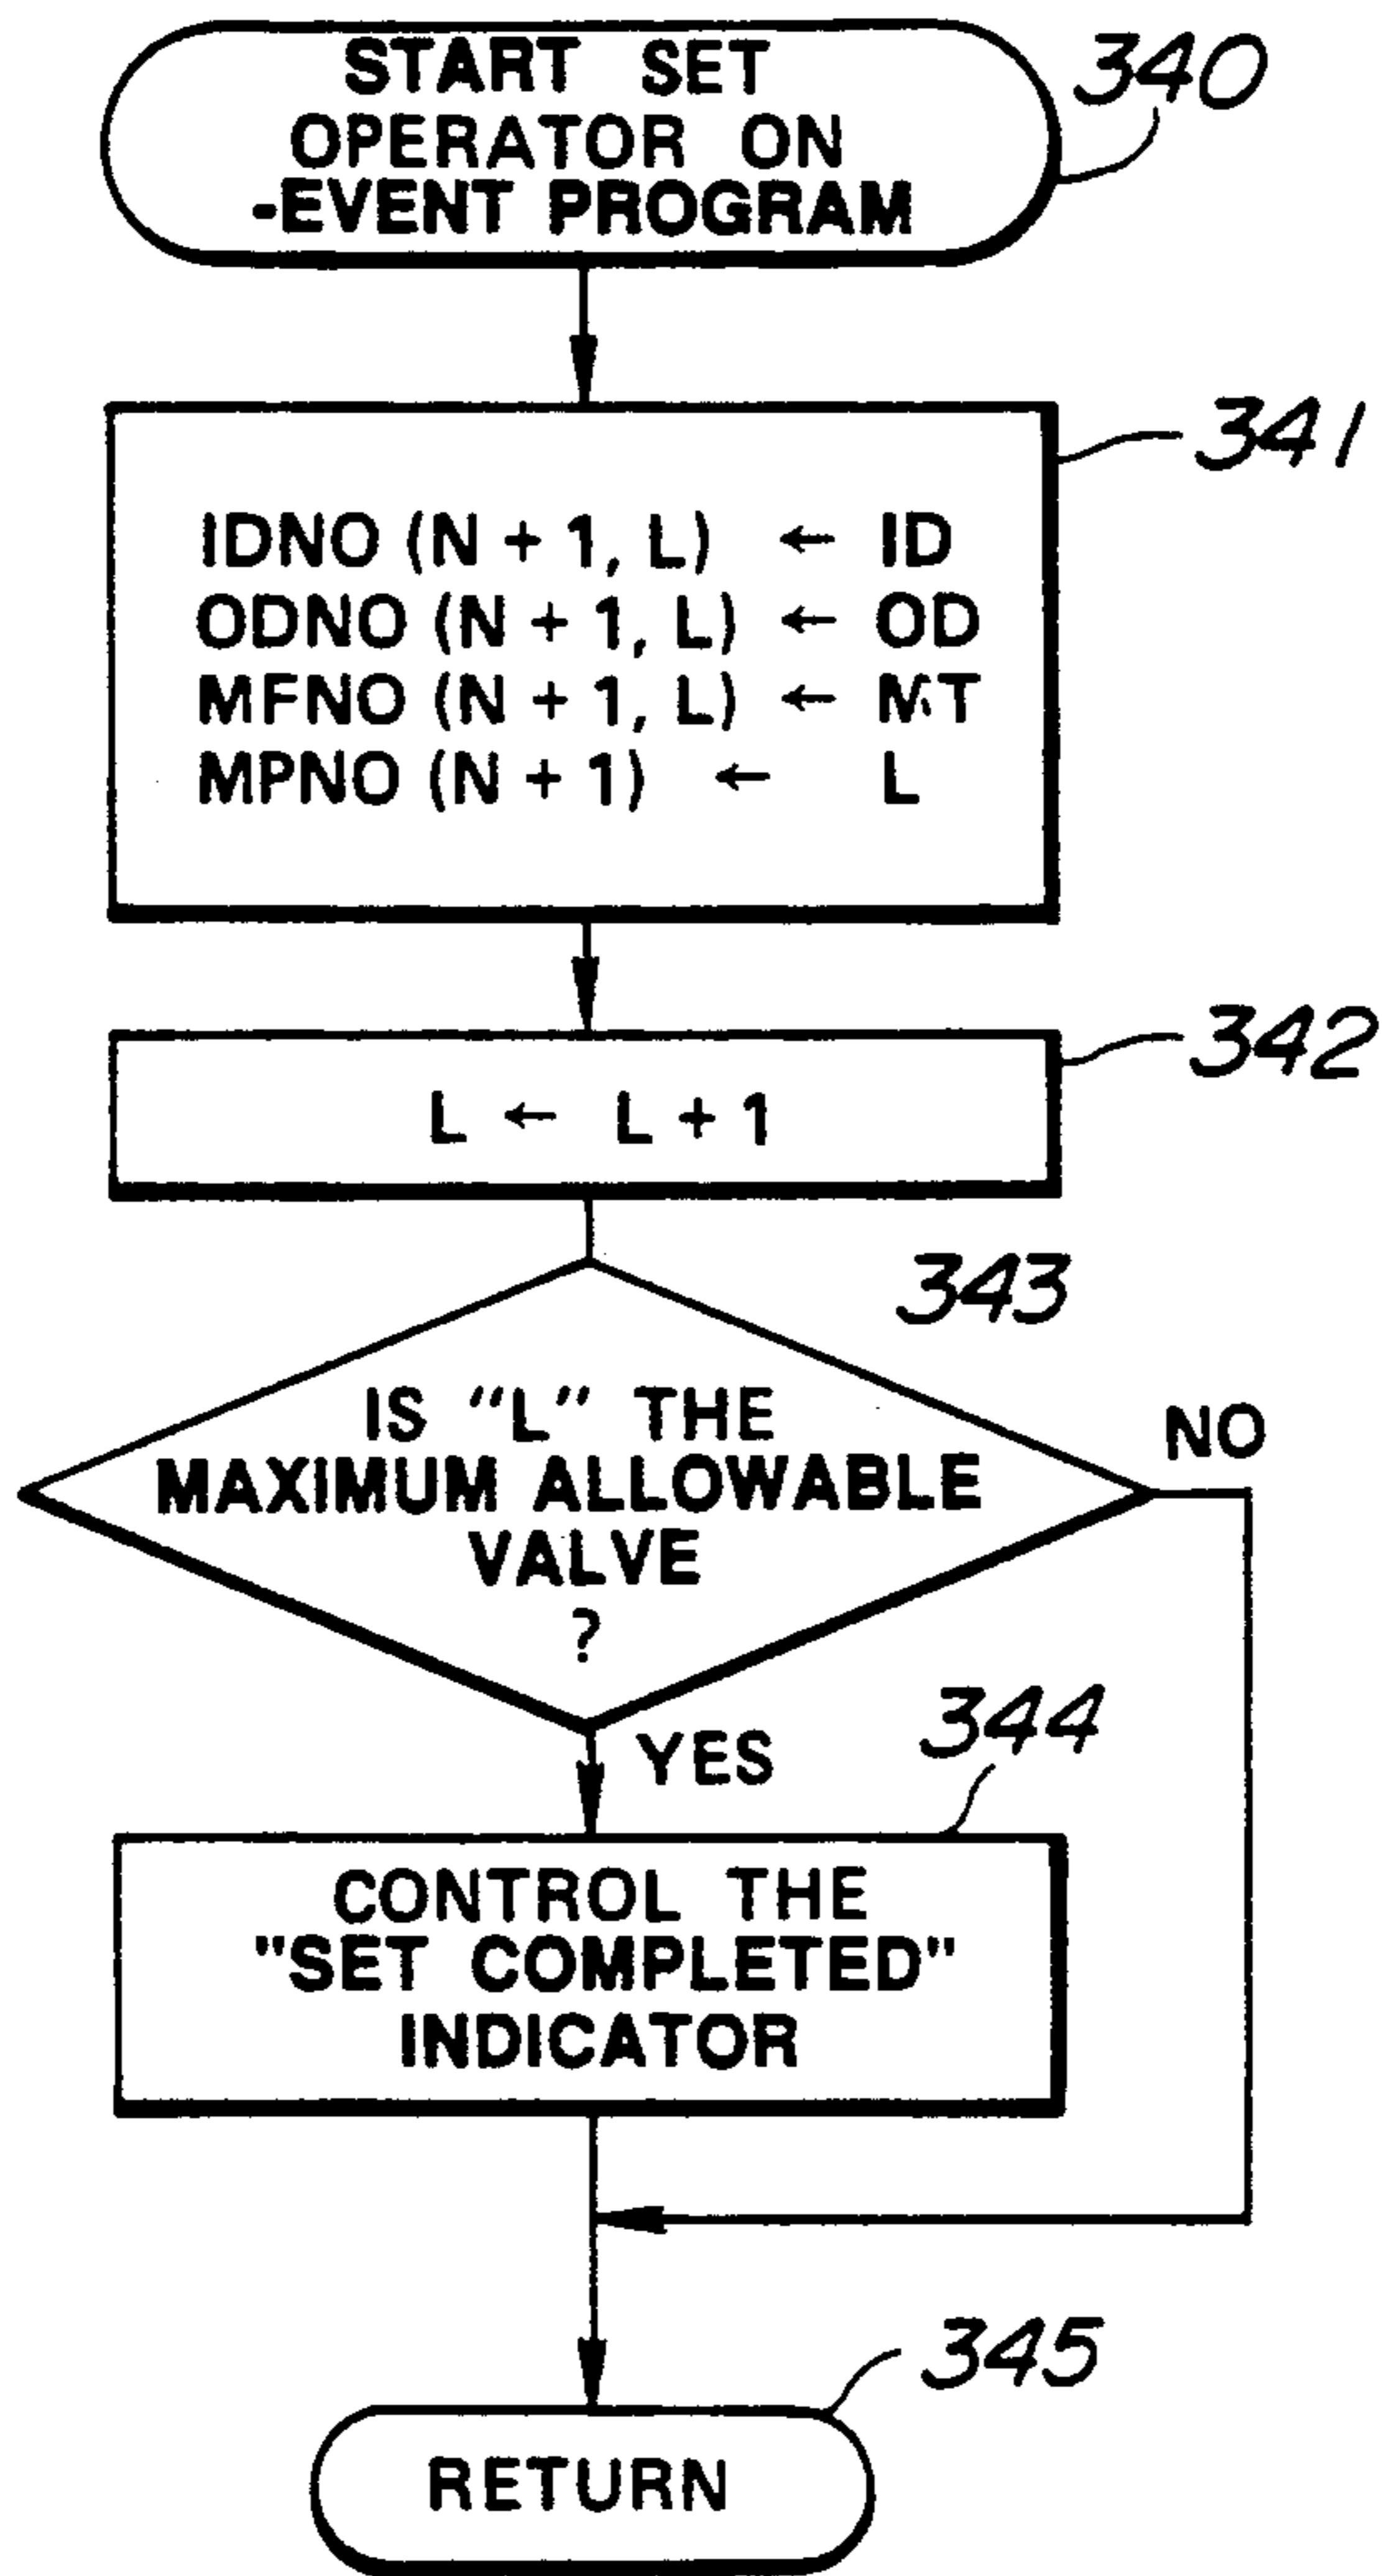 START SET
OPERATOR ON
-EVENT PROGRAM
340
341
IDNO (N + 1, L) ← ID
ODNO (N + 1, L) ← OD
MFNO (N + 1, L) ← MT
MPNO (N + 1) ← L
342
L ← L + 1
343
IS “L” THE
MAXIMUM ALLOWABLE
VALVE
?
NO
YES
344
CONTROL THE
"SET COMPLETED"
INDICATOR
345
RETURN